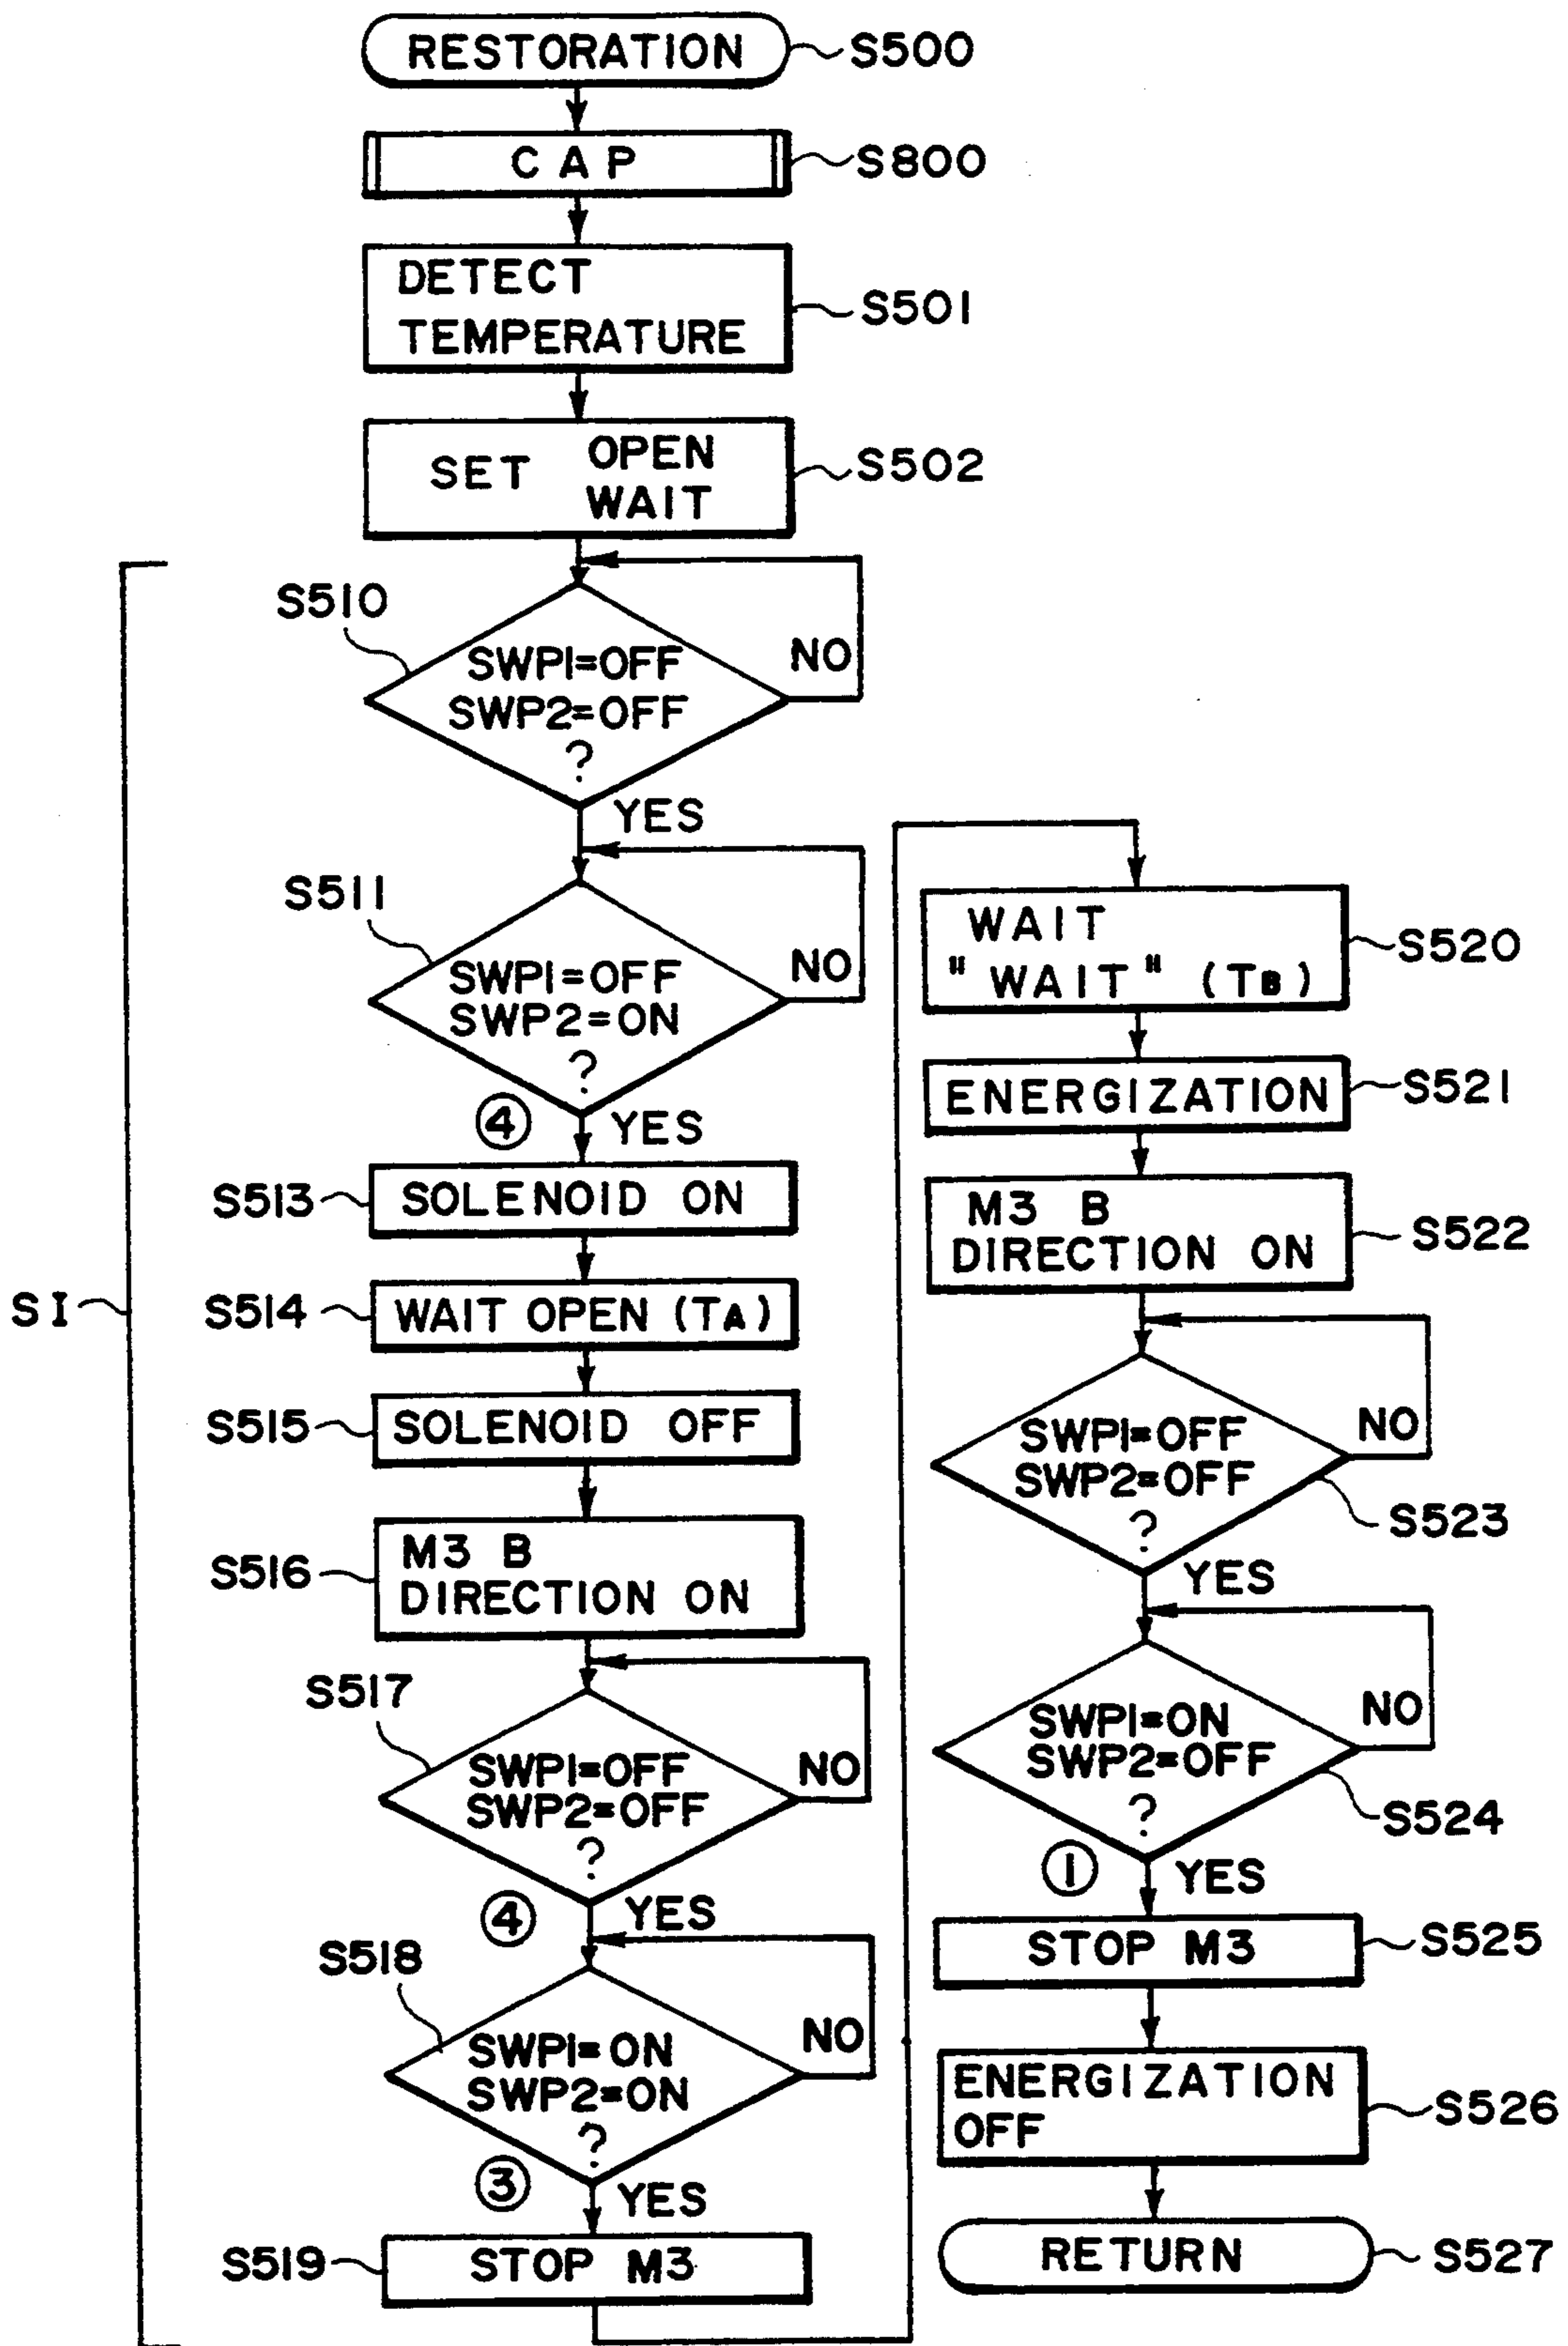 RESTORATION
S500
CAP
S800
DETECT
TEMPERATURE
S501
SET OPEN
WAIT
S502
S510
SWP1=OFF
SWP2=OFF
?
NO
YES
S511
SWP1=OFF
SWP2=ON
?
NO
④ YES
S513
SOLENOID ON
SI
S514
WAIT OPEN (TA)
S515
SOLENOID OFF
S516
M3 B
DIRECTION ON
S517
SWP1=OFF
SWP2=OFF
?
NO
④ YES
S518
SWP1=ON
SWP2=ON
?
NO
③ YES
S519
STOP M3
WAIT
"WAIT" (TB)
S520
ENERGIZATION
S521
M3 B
DIRECTION ON
S522
SWP1=OFF
SWP2=OFF
?
NO
S523
YES
SWP1=ON
SWP2=OFF
?
NO
S524
① YES
STOP M3
S525
ENERGIZATION
OFF
S526
RETURN
S527